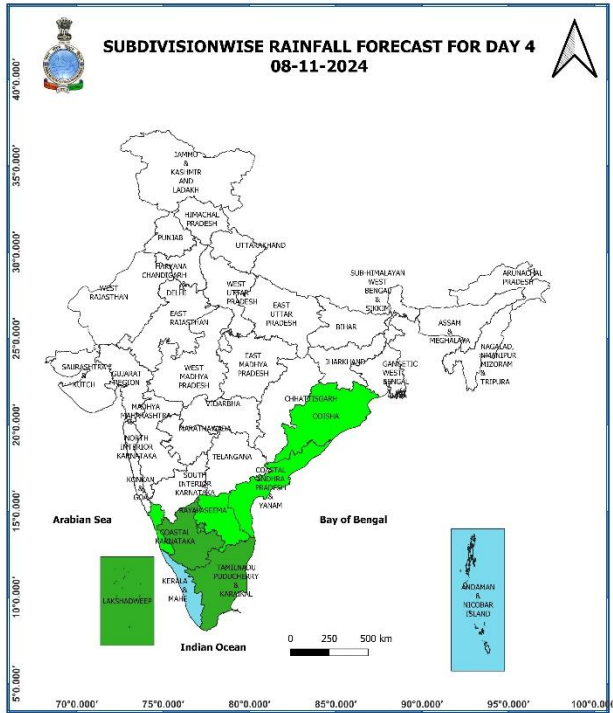 SUBDIVISIONWISE RAINFALL FORECAST FOR DAY 4
08-11-2024
40°0.000'
35°0.000'
30°0.000'
25°0.000'
20°0.000'
15°0.000'
10°0.000'
5°0.000'
JAMMO
&
KASHMIR
AND
LADAKH
HIMACHAL
PRADESH
PUNJAB
UTTARAKHAND
HARYANA
CHANDIGARH
&
DELHI
WEST
RAJASTHAN
WEST
UTTAR
PRADESH
EAST
UTTAR
PRADESH
SUB-HIMALAYAN
WEST
BENGAL
&
SIKKIM
ARUNACHAL
PRADESH
EAST
RAJASTHAN
BIHAR
ASSAM
&
MEGHALAYA
NAGALAD,
MANIPUR
MIZORAM
&
TRIPURA
SAURASHTRA
&
KUTCH
GUJARAT
REGION
WEST
MADHYA
PRADESH
EAST
MADHYA
PRADESH
JHARKHAND
GANGETIC
WEST
BENGAL
CHHATTISGARH
ODISHA
VIDARBHA
MADHYA
MAHARASHTRA
MARATHAWADA
NORTH
INTERIOR
KARNATAKA
TELANGANA
KONKAN
&
GOA
SOUTH
INTERIOR
KARNATAKA
COASTAL
ANDHRA
PRADESH
&
YANAM
RAYALASEEMA
Arabian Sea
Bay of Bengal
COASTAL
KARNATAKA
LAKSHADWEEP
KERALA
&
MAHE
TAMILNADU
PUDUCHERRY
&
KARAIKAL
ANDAMAN
&
NICOBAR
ISLAND
Indian Ocean
0 250 500 km
70°0.000' 75°0.000' 80°0.000' 85°0.000' 90°0.000' 95°0.000' 100°0.000'